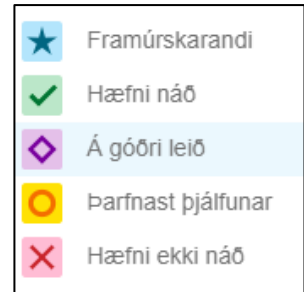 Framúrskarandi
Hæfni náð
Á góðri leið
Þarfnast þjálfunar
Hæfni ekki náð